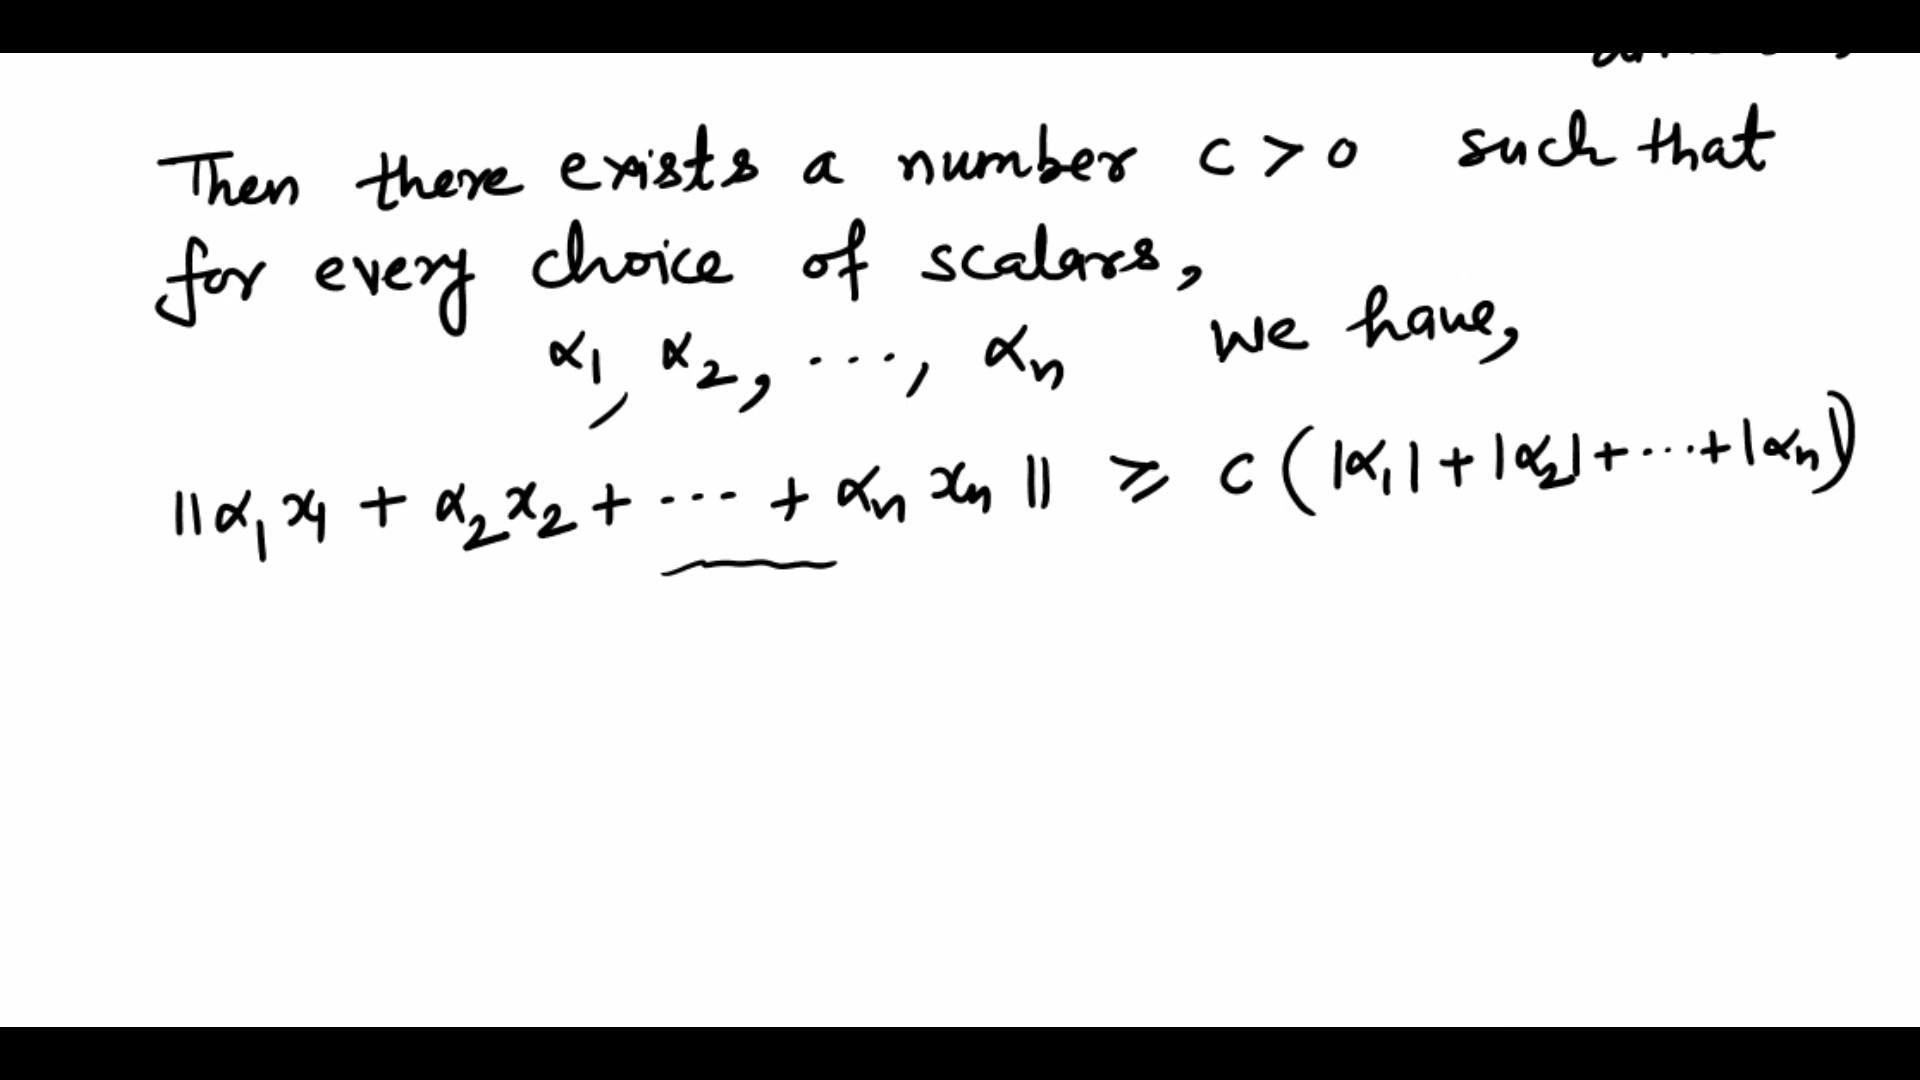 Then there exists a number c > 0 such that
for every choice of scalars,
α₁, α₂, ..., αₙ we have,
||α₁x₁ + α₂x₂ + ... + αₙxₙ|| ≥ c(|α₁| + |α₂| + ... + |αₙ|)